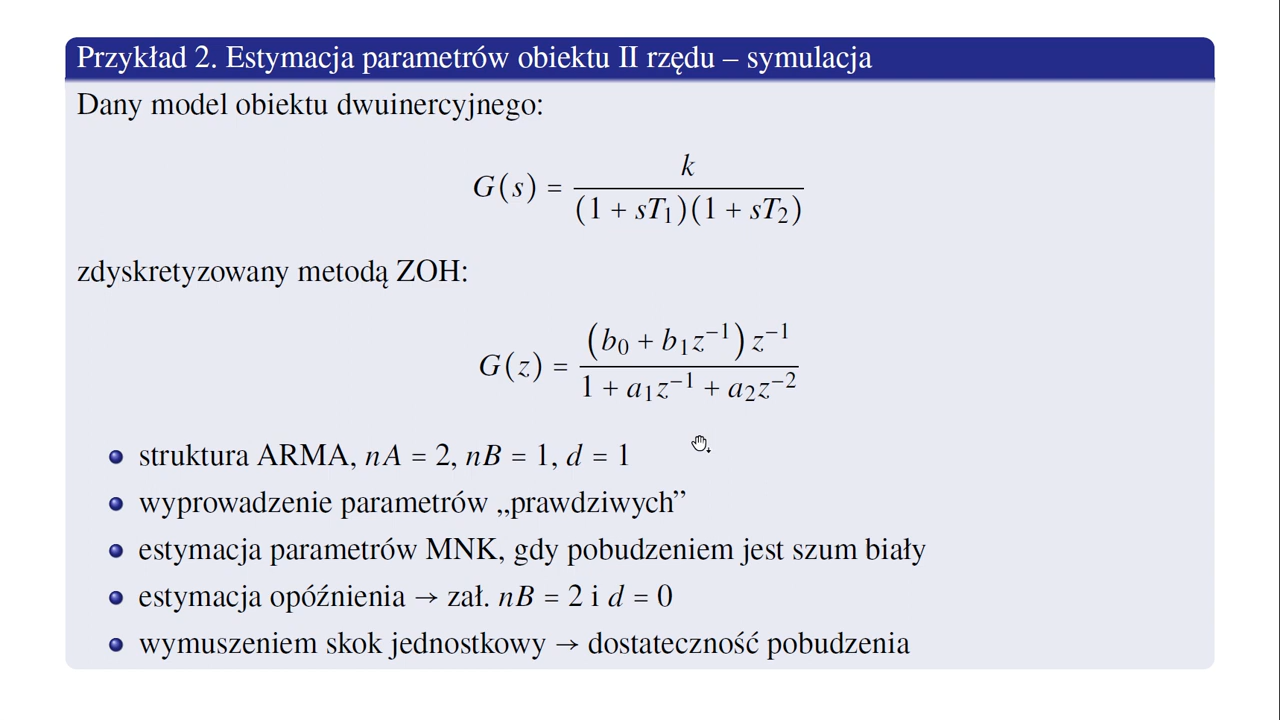 Przykład 2. Estymacja parametrów obiektu II rzędu – symulacja
Dany model obiektu dwuinercyjnego:
G(s) = k / ((1 + sT₁)(1 + sT₂))
zdyskretyzowany metodą ZOH:
G(z) = (b₀ + b₁z⁻¹) z⁻¹ / (1 + a₁z⁻¹ + a₂z⁻²)
• struktura ARMA, nA = 2, nB = 1, d = 1
• wyprowadzenie parametrów „prawdziwych”
• estymacja parametrów MNK, gdy pobudzeniem jest szum biały
• estymacja opóźnienia → zał. nB = 2 i d = 0
• wymuszeniem skok jednostkowy → dostateczność pobudzenia